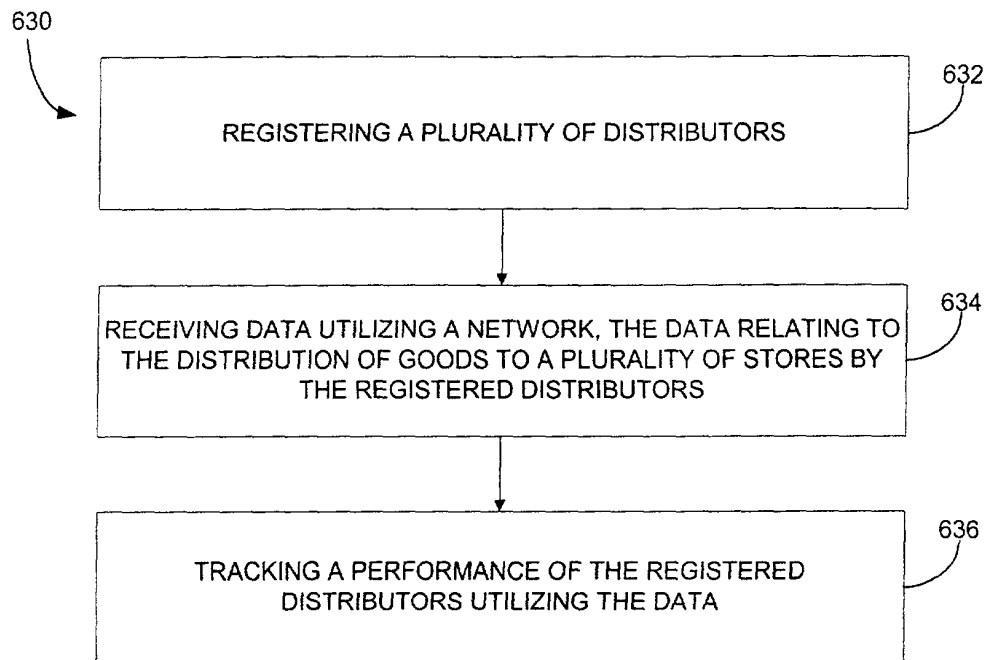 630
632
REGISTERING A PLURALITY OF DISTRIBUTORS
634
RECEIVING DATA UTILIZING A NETWORK, THE DATA RELATING TO
THE DISTRIBUTION OF GOODS TO A PLURALITY OF STORES BY
THE REGISTERED DISTRIBUTORS
636
TRACKING A PERFORMANCE OF THE REGISTERED
DISTRIBUTORS UTILIZING THE DATA